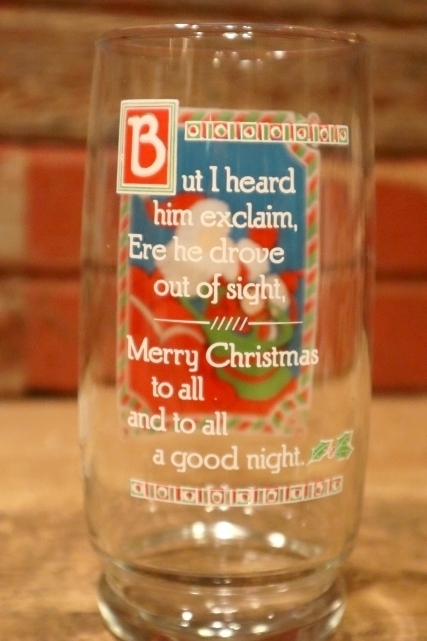 But I heard
him exclaim,
Ere he drove
out of sight,
Merry Christmas
to all
and to all
a good night.